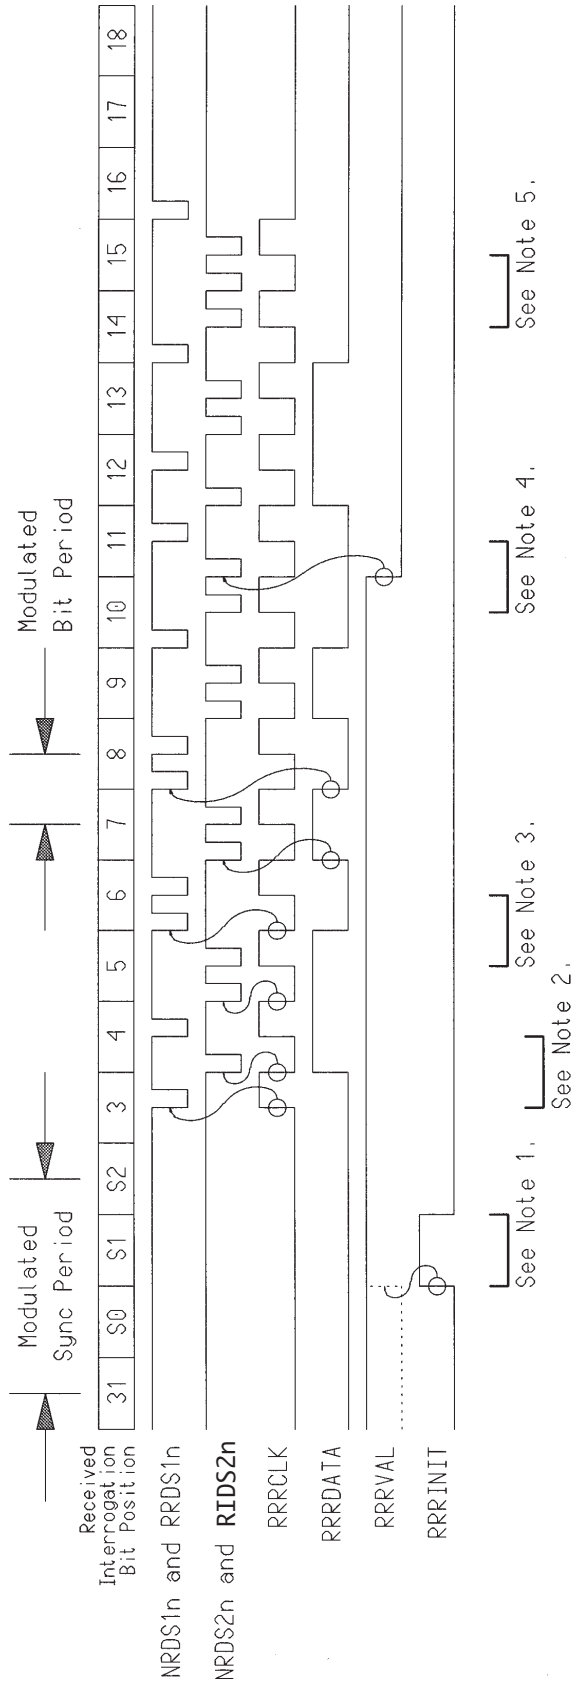 Modulated
Sync Period
Modulated
Bit Period
Received
Interrogation
Bit Position
31 S0 S1 S2 3 4 5 6 7 8 9 10 11 12 13 14 15 16 17 18
NRDS1n and RRDS1n
NRDS2n and RIDS2n
RRRCLK
RRRDATA
RRRVAL
RRRINIT
See Note 1.
See Note 2.
See Note 3.
See Note 4.
See Note 5.